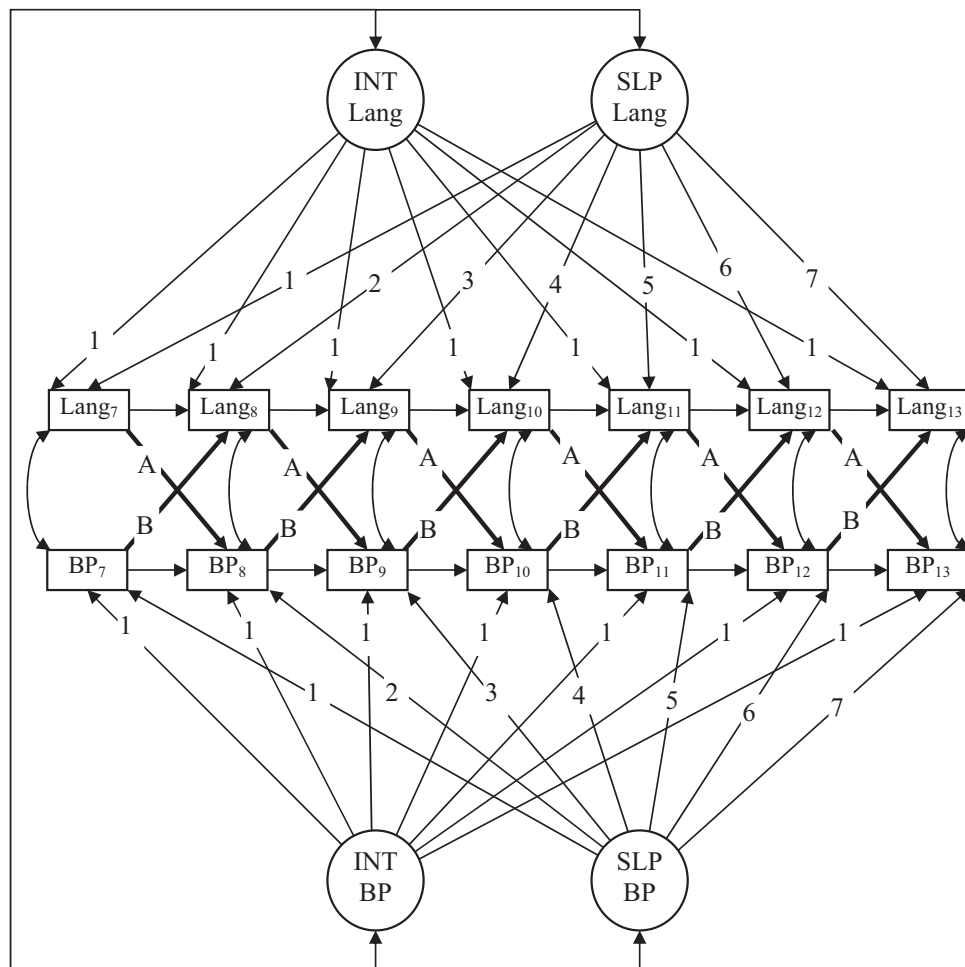 INT
Lang
SLP
Lang
1 2 3 4 5 6 7
1 1 1 1 1 1 1
Lang₇ Lang₈ Lang₉ Lang₁₀ Lang₁₁ Lang₁₂ Lang₁₃
A A A A A A
B B B B B B
BP₇ BP₈ BP₉ BP₁₀ BP₁₁ BP₁₂ BP₁₃
1 1 1 1 1 1 1
1 2 3 4 5 6 7
INT
BP
SLP
BP